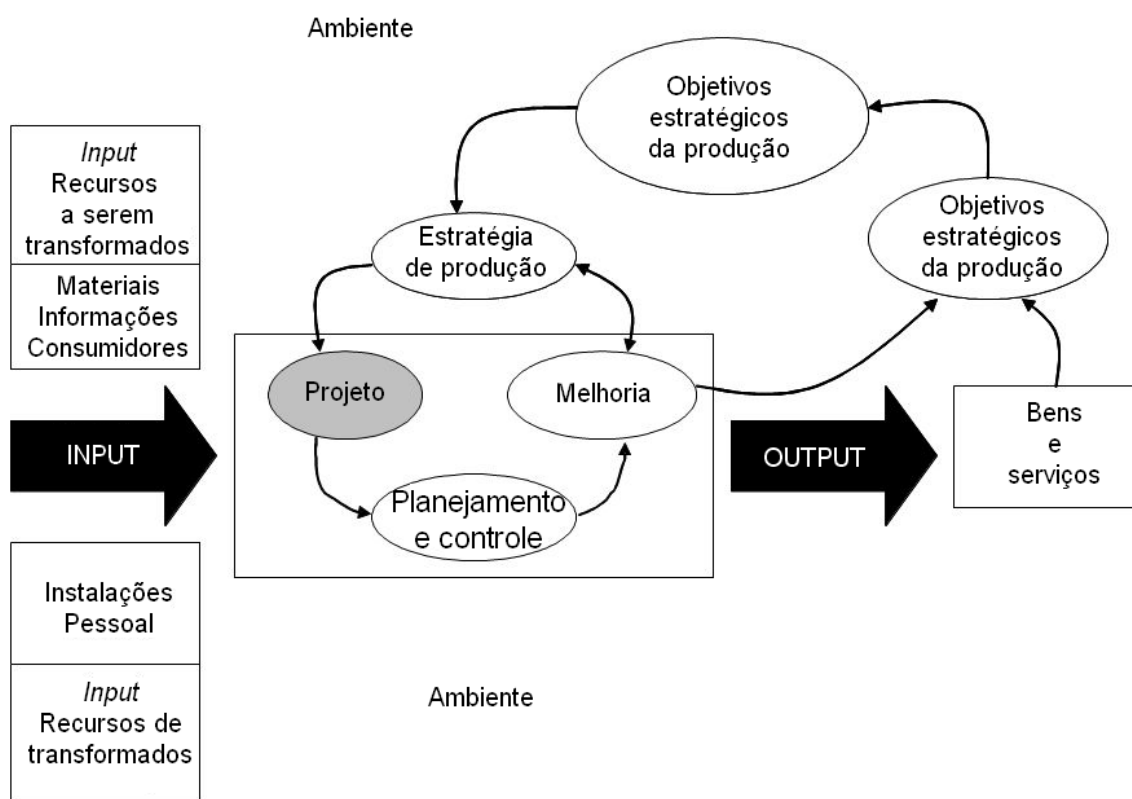 Ambiente
Objetivos
estratégicos
da produção
Input
Recursos
a serem
transformados
Materiais
Informações
Consumidores
Estratégia
de produção
Objetivos
estratégicos
da produção
Projeto
Melhoria
INPUT
OUTPUT
Bens
e
serviços
Planejamento
e controle
Instalações
Pessoal
Input
Recursos de
transformados
Ambiente